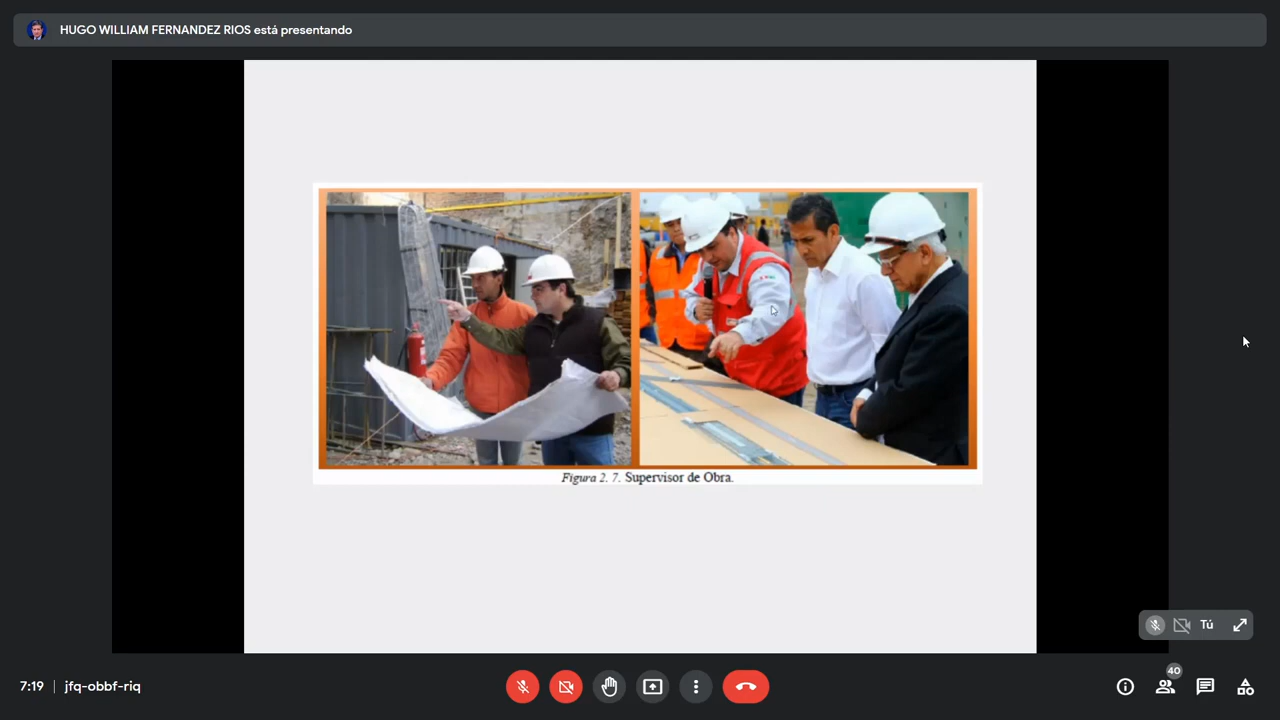 HUGO WILLIAM FERNANDEZ RIOS está presentando
Figura 2. 7. Supervisor de Obra.
Tú
40
7:19 | jfq-obbf-riq